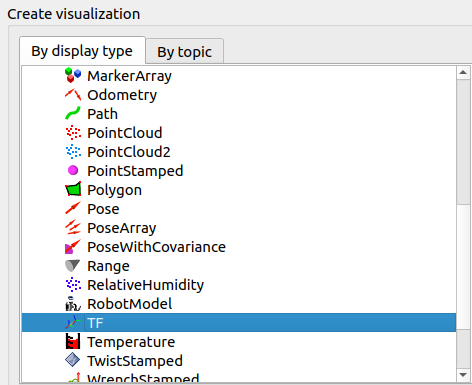 Create visualization
By display type
By topic
MarkerArray
Odometry
Path
PointCloud
PointCloud2
PointStamped
Polygon
Pose
PoseArray
PoseWithCovariance
Range
RelativeHumidity
RobotModel
TF
Temperature
TwistStamped
WrenchStamped